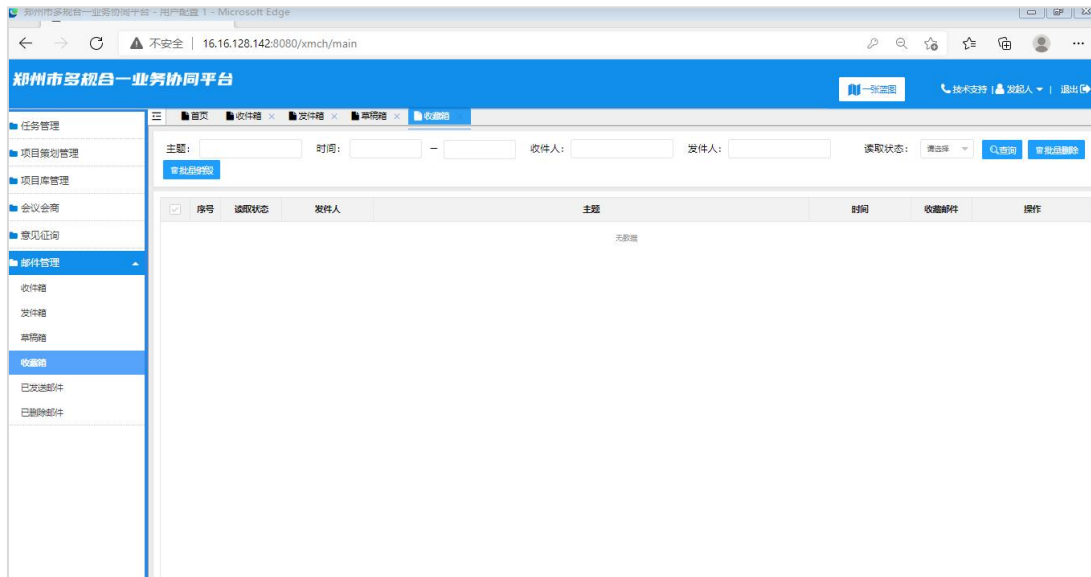 郑州市多规合一业务协同平台 - 用户配置 1 - Microsoft Edge
不安全 | 16.16.128.142:8080/xmch/main
郑州市多规合一业务协同平台
一张蓝图 技术支持 | 发起人 | 退出
任务管理
项目策划管理
项目库管理
会议会商
意见征询
邮件管理
收件箱
发件箱
草稿箱
收藏箱
已发送邮件
已删除邮件
首页 收件箱 × 发件箱 × 草稿箱 × 收藏箱
主题: 时间: — 收件人: 发件人: 读取状态: 请选择 查询 批量删除
序号 读取状态 发件人 主题 时间 收藏邮件 操作
无数据